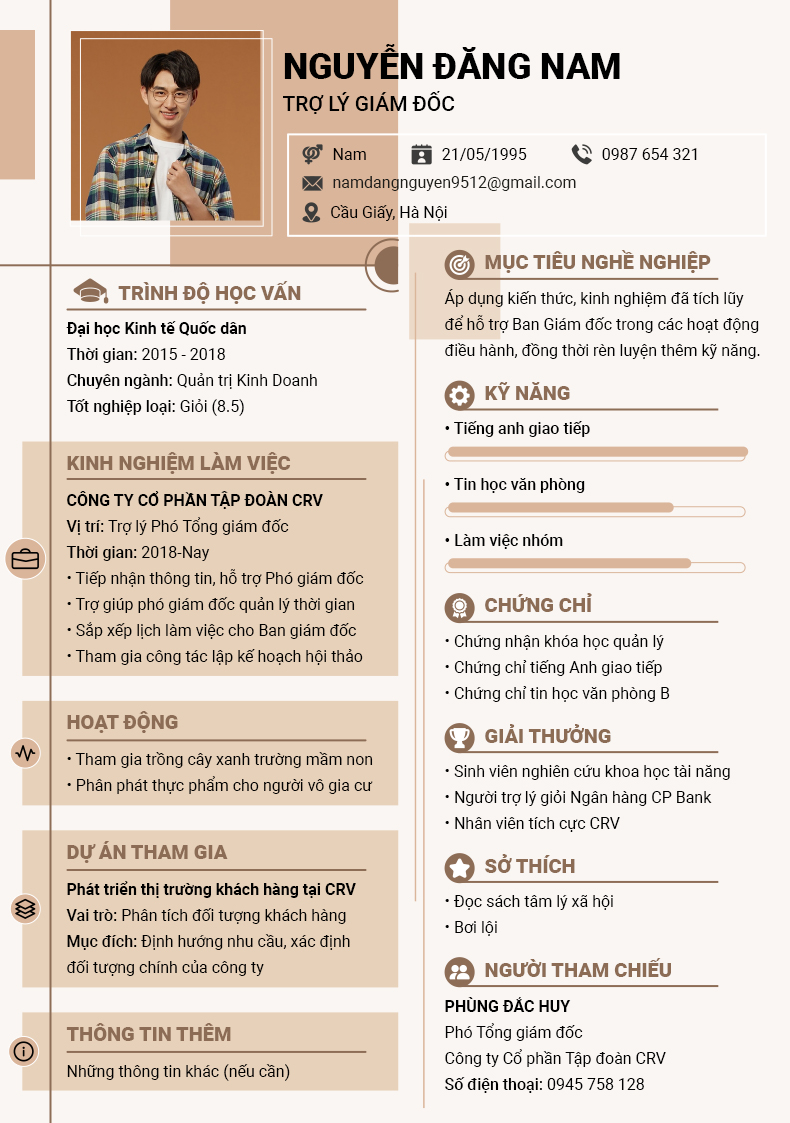 NGUYỄN ĐĂNG NAM
TRỢ LÝ GIÁM ĐỐC
Nam 21/05/1995 0987 654 321
namdangnguyen9512@gmail.com
Cầu Giấy, Hà Nội
TRÌNH ĐỘ HỌC VẤN
Đại học Kinh tế Quốc dân
Thời gian: 2015 - 2018
Chuyên ngành: Quản trị Kinh Doanh
Tốt nghiệp loại: Giỏi (8.5)
KINH NGHIỆM LÀM VIỆC
CÔNG TY CỔ PHẦN TẬP ĐOÀN CRV
Vị trí: Trợ lý Phó Tổng giám đốc
Thời gian: 2018-Nay
• Tiếp nhận thông tin, hỗ trợ Phó giám đốc
• Trợ giúp phó giám đốc quản lý thời gian
• Sắp xếp lịch làm việc cho Ban giám đốc
• Tham gia công tác lập kế hoạch hội thảo
HOẠT ĐỘNG
• Tham gia trồng cây xanh trường mầm non
• Phân phát thực phẩm cho người vô gia cư
DỰ ÁN THAM GIA
Phát triển thị trường khách hàng tại CRV
Vai trò: Phân tích đối tượng khách hàng
Mục đích: Định hướng nhu cầu, xác định
đối tượng chính của công ty
THÔNG TIN THÊM
Những thông tin khác (nếu cần)
MỤC TIÊU NGHỀ NGHIỆP
Áp dụng kiến thức, kinh nghiệm đã tích lũy
để hỗ trợ Ban Giám đốc trong các hoạt động
điều hành, đồng thời rèn luyện thêm kỹ năng.
KỸ NĂNG
• Tiếng anh giao tiếp
• Tin học văn phòng
• Làm việc nhóm
CHỨNG CHỈ
• Chứng nhận khóa học quản lý
• Chứng chỉ tiếng Anh giao tiếp
• Chứng chỉ tin học văn phòng B
GIẢI THƯỞNG
• Sinh viên nghiên cứu khoa học tài năng
• Người trợ lý giỏi Ngân hàng CP Bank
• Nhân viên tích cực CRV
SỞ THÍCH
• Đọc sách tâm lý xã hội
• Bơi lội
NGƯỜI THAM CHIẾU
PHÙNG ĐẮC HUY
Phó Tổng giám đốc
Công ty Cổ phần Tập đoàn CRV
Số điện thoại: 0945 758 128